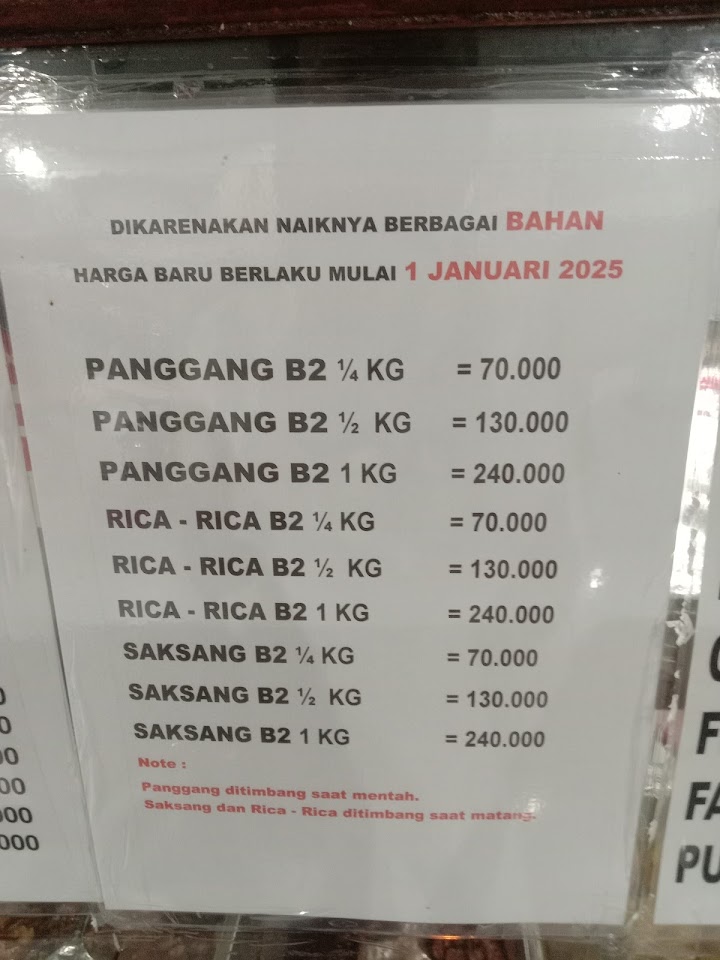 DIKARENAKAN NAIKNYA BERBAGAI BAHAN
HARGA BARU BERLAKU MULAI 1 JANUARI 2025
PANGGANG B2 ¼ KG = 70.000
PANGGANG B2 ½ KG = 130.000
PANGGANG B2 1 KG = 240.000
RICA - RICA B2 ¼ KG = 70.000
RICA - RICA B2 ½ KG = 130.000
RICA - RICA B2 1 KG = 240.000
SAKSANG B2 ¼ KG = 70.000
SAKSANG B2 ½ KG = 130.000
SAKSANG B2 1 KG = 240.000
Note :
Panggang ditimbang saat mentah.
Saksang dan Rica - Rica ditimbang saat matang.